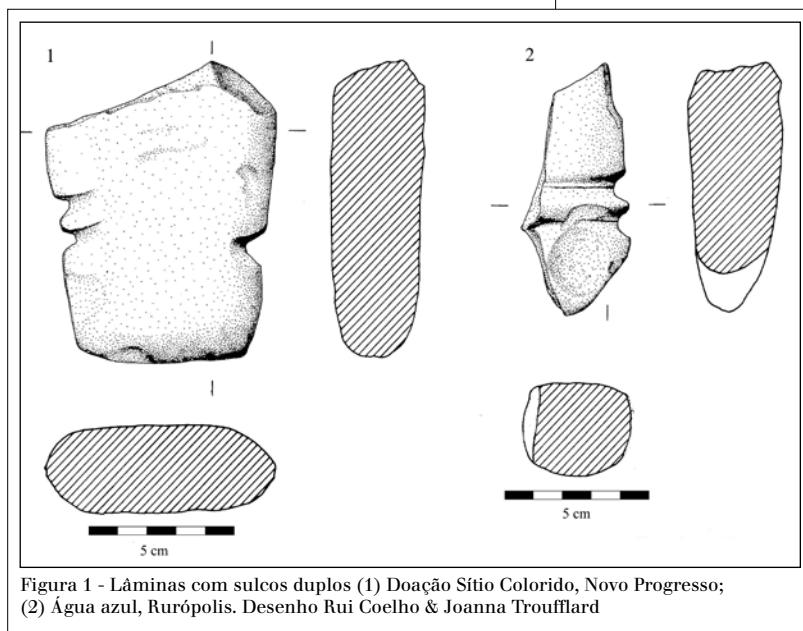 1
2
5 cm
5 cm
Figura 1 - Lâminas com sulcos duplos (1) Doação Sítio Colorido, Novo Progresso;
(2) Água azul, Rurópolis. Desenho Rui Coelho & Joanna Troufflard